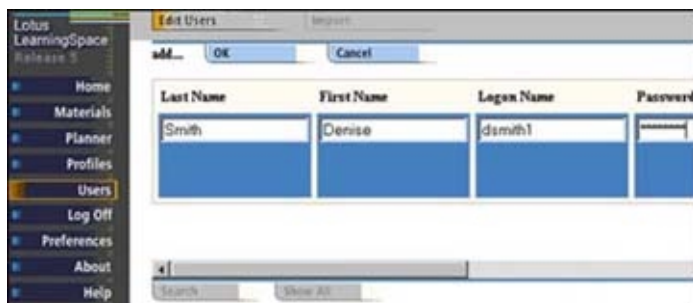 Lotus
LearningSpace
Release 5
Home
Materials
Planner
Profiles
Users
Log Off
Preferences
About
Help
Edit Users
Import
add... OK Cancel
Last Name First Name Logon Name Password
Smith Denise dsmith1 ********
Search Show All